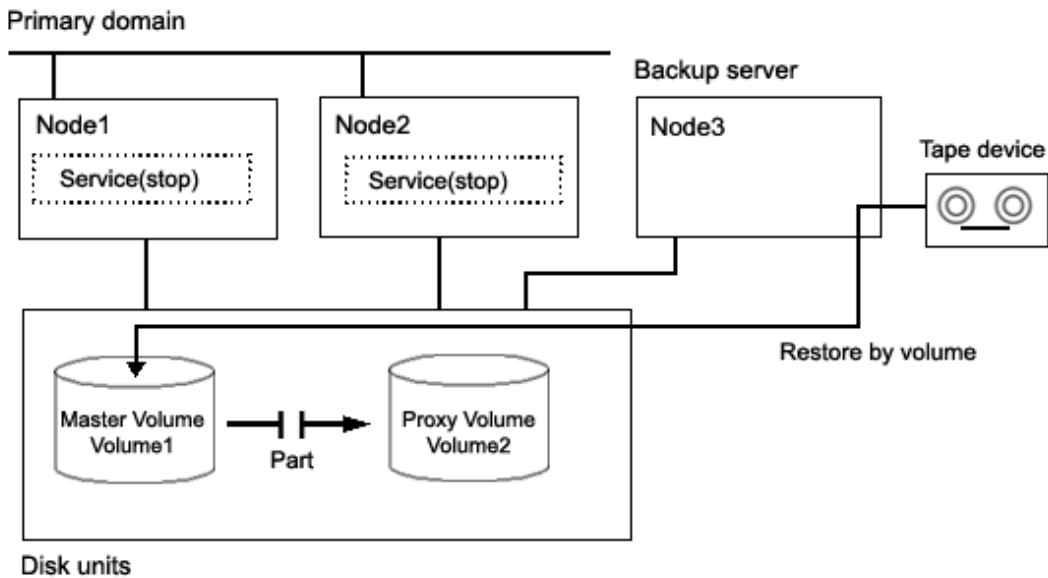 Primary domain
Backup server
Node1
Node2
Node3
Service(stop)
Service(stop)
Tape device
Restore by volume
Master Volume
Volume1
Part
Proxy Volume
Volume2
Disk units